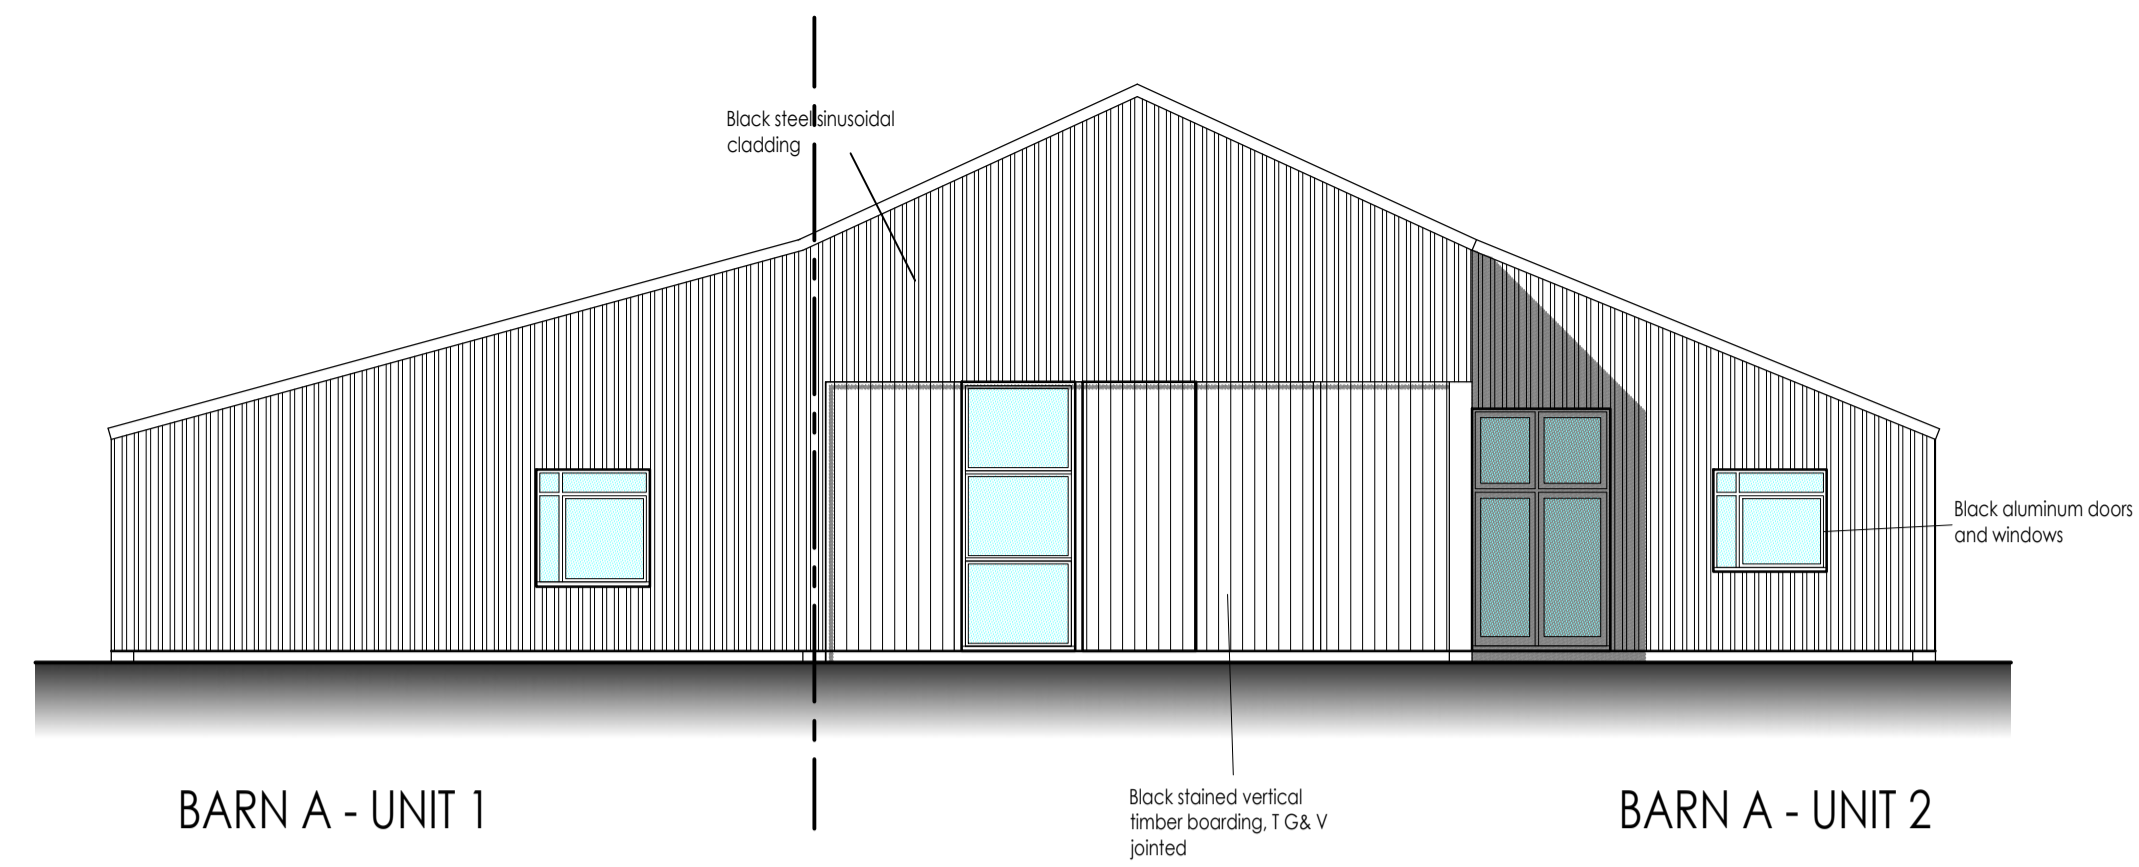 Black steel sinusoidal
cladding
Black aluminum doors
and windows
Black stained vertical
timber boarding, T G& V
jointed
BARN A - UNIT 1
BARN A - UNIT 2